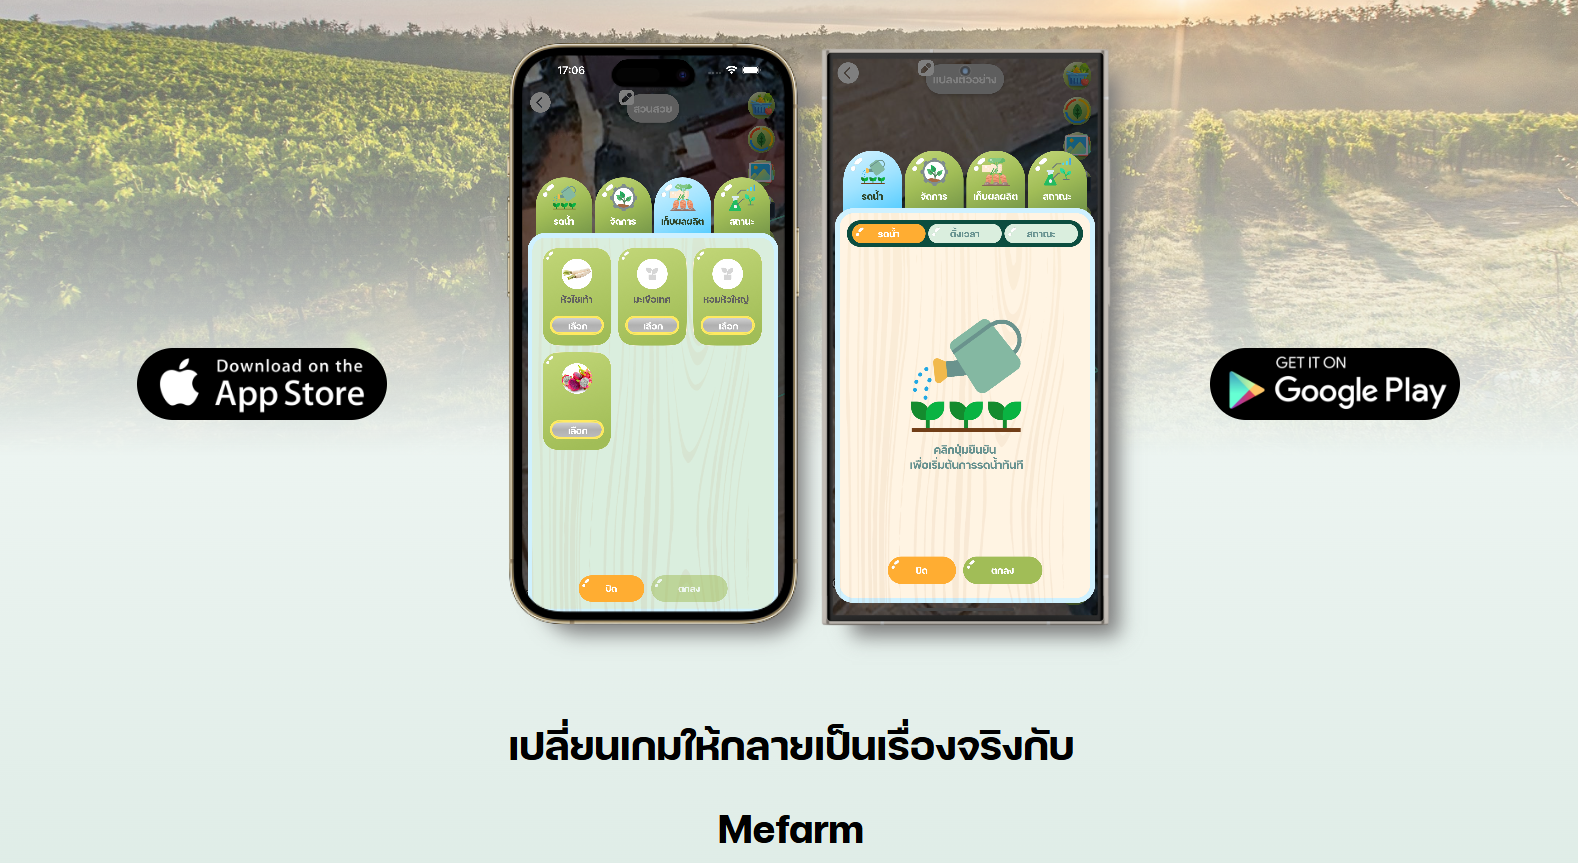 17:06
สวนสวย
รดน้ำ
จัดการ
เก็บผลผลิต
สถานะ
หัวไชเท้า
มะเขือเทศ
หอมหัวใหญ่
เลือก
เลือก
เลือก
เลือก
ปิด
ตกลง
แปลงตัวอย่าง
รดน้ำ
จัดการ
เก็บผลผลิต
สถานะ
รดน้ำ
ตั้งเวลา
สถานะ
คลิกปุ่มยืนยัน
เพื่อเริ่มต้นการรดน้ำทันที
ปิด
ตกลง
Download on the
App Store
GET IT ON
Google Play
เปลี่ยนเกมให้กลายเป็นเรื่องจริงกับ
Mefarm